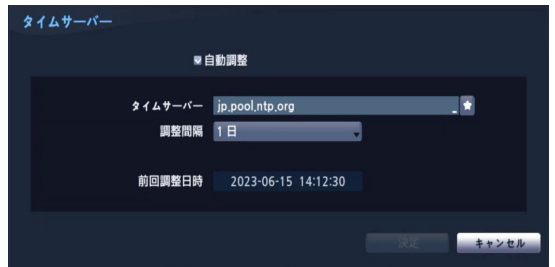 タイムサーバー
自動調整
タイムサーバー jp.pool.ntp.org
調整間隔 1 日
前回調整日時 2023-06-15 14:12:30
決定 キャンセル